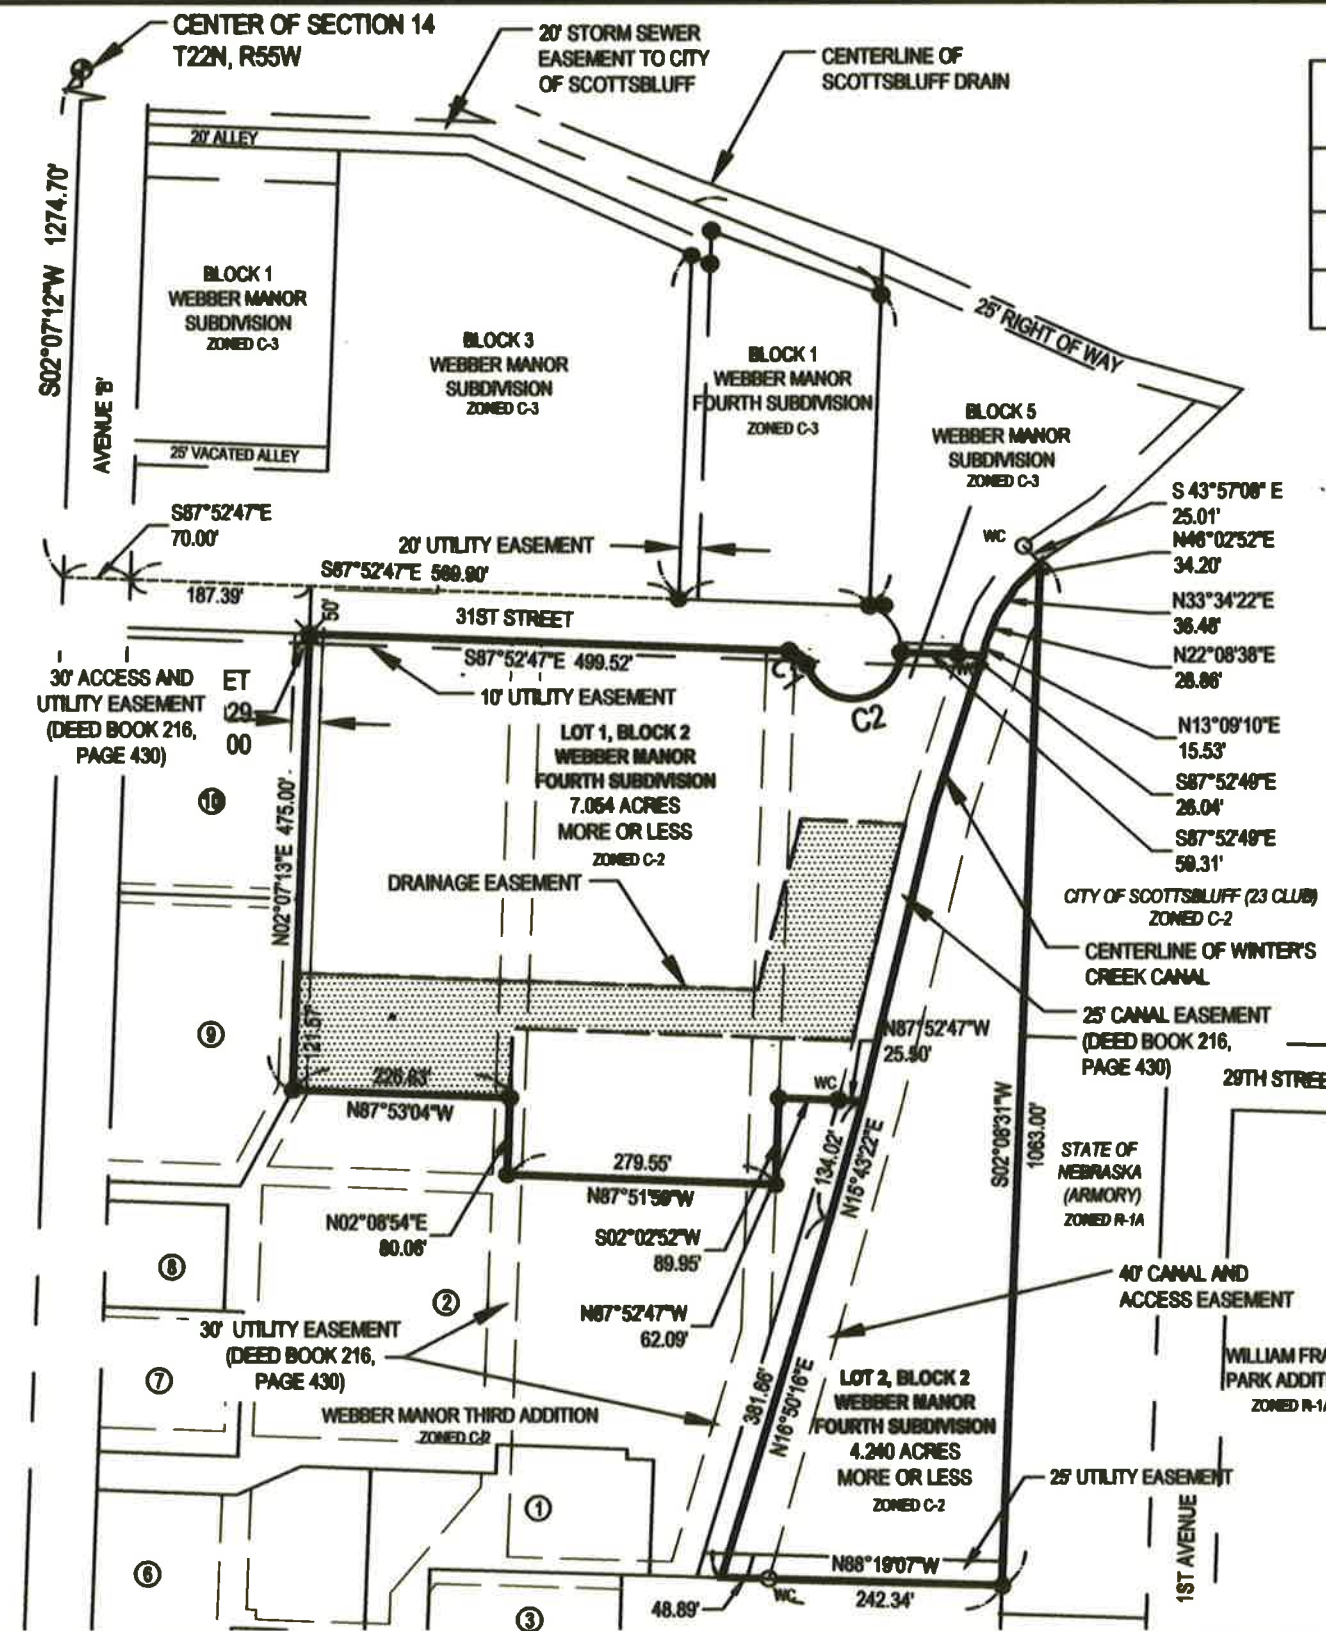 CENTER OF SECTION 14
T22N, R55W
20' STORM SEWER
EASEMENT TO CITY
OF SCOTTSBLUFF
CENTERLINE OF
SCOTTSBLUFF DRAIN
20' ALLEY
S02°07'12"W 1274.70'
AVENUE 'B'
BLOCK 1
WEBBER MANOR
SUBDIVISION
ZONED C-3
BLOCK 3
WEBBER MANOR
SUBDIVISION
ZONED C-3
BLOCK 1
WEBBER MANOR
FOURTH SUBDIVISION
ZONED C-3
25' RIGHT OF WAY
BLOCK 5
WEBBER MANOR
SUBDIVISION
ZONED C-3
25' VACATED ALLEY
S87°52'47"E
70.00'
20' UTILITY EASEMENT
S87°52'47"E 569.90'
187.39'
50'
31ST STREET
S87°52'47"E 499.52'
WC
S 43°57'08" E
25.01'
N46°02'52"E
34.20'
N33°34'22"E
36.48'
N22°08'38"E
28.86'
N13°09'10"E
15.53'
S87°52'49"E
26.04'
S87°52'49"E
59.31'
C2
30' ACCESS AND
UTILITY EASEMENT
(DEED BOOK 216,
PAGE 430)
ET
29
00
10' UTILITY EASEMENT
LOT 1, BLOCK 2
WEBBER MANOR
FOURTH SUBDIVISION
7.054 ACRES
MORE OR LESS
ZONED C-2
10
N02°07'13"E 475.00'
DRAINAGE EASEMENT
CITY OF SCOTTSBLUFF (23 CLUB)
ZONED C-2
CENTERLINE OF WINTER'S
CREEK CANAL
25' CANAL EASEMENT
(DEED BOOK 216,
PAGE 430)
29TH STREE
9
121.57'
226.63'
N87°53'04"W
N87°52'47"W
25.50'
WC
134.02'
N15°43'22"E
S02°08'31"W
1063.00'
STATE OF
NEBRASKA
(ARMORY)
ZONED R-1A
279.55'
N87°51'59"W
N02°08'54"E
80.06'
S02°02'52"W
89.95'
N87°52'47"W
62.09'
8
2
30' UTILITY EASEMENT
(DEED BOOK 216,
PAGE 430)
7
WEBBER MANOR THIRD ADDITION
ZONED C-2
40' CANAL AND
ACCESS EASEMENT
WILLIAM FRA
PARK ADDIT
ZONED R-1A
381.66'
N16°50'16"E
LOT 2, BLOCK 2
WEBBER MANOR
FOURTH SUBDIVISION
4.240 ACRES
MORE OR LESS
ZONED C-2
25' UTILITY EASEMENT
1ST AVENUE
1
6
3
N88°19'07"W
48.89'
WC
242.34'